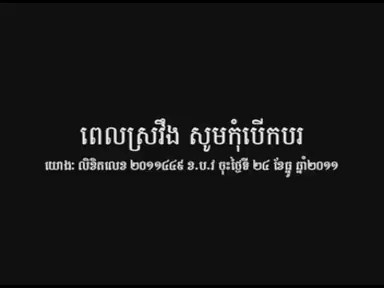 ពេលស្រវឹង សូមកុំបើកបរ
យោង: លិខិតលេខ ២០១១៤៤៩ ខ.ប.វ ចុះថ្ងៃទី ២៤ ខែធ្នូ ឆ្នាំ២០១១